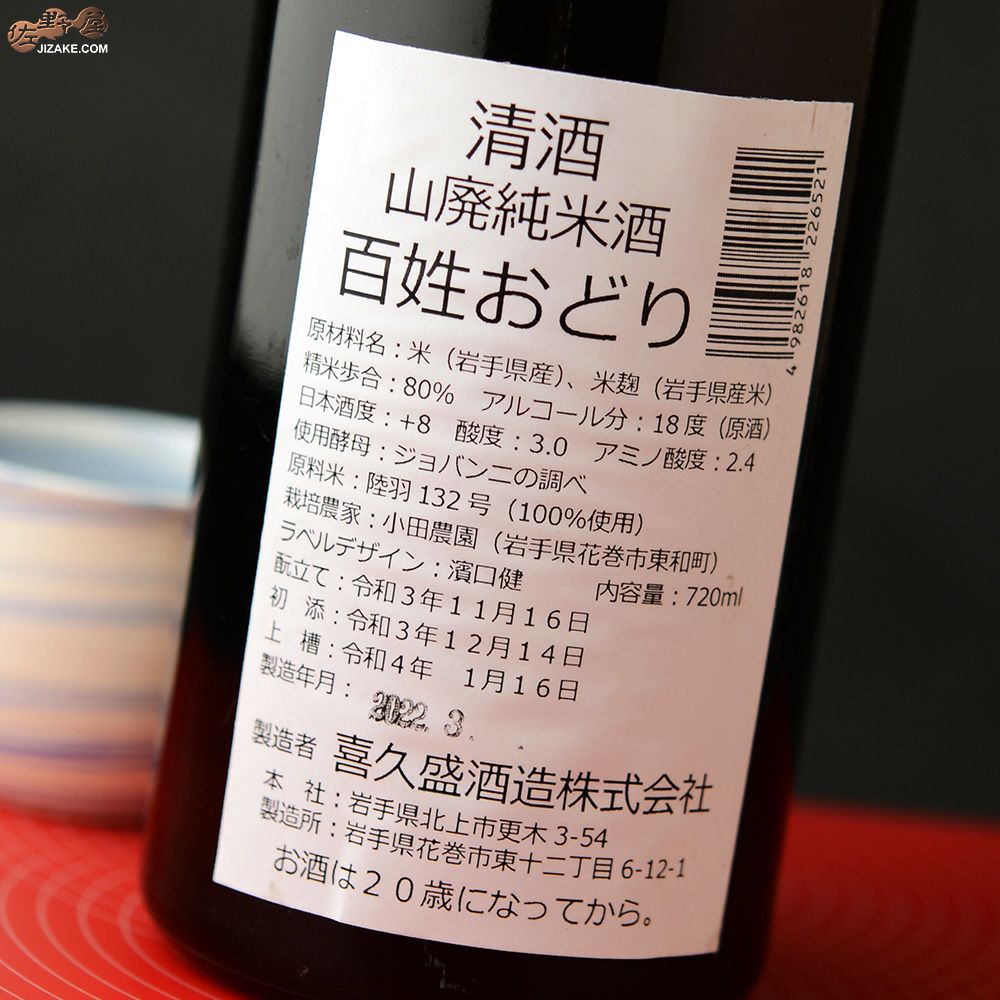 佐野屋
JIZAKE.COM
清酒
山廃純米酒
百姓おどり
4 982618 226521
原材料名：米（岩手県産）、米麹（岩手県産米）
精米歩合：80％　アルコール分：18度（原酒）
日本酒度：+8　酸度：3.0　アミノ酸度：2.4
使用酵母：ジョバンニの調べ
原料米：陸羽132号（100％使用）
栽培農家：小田農園（岩手県花巻市東和町）
ラベルデザイン：濱口健　内容量：720ml
酛立て：令和3年11月16日
初　添：令和3年12月14日
上　槽：令和4年　1月16日
製造年月：2022. 3.
製造者　喜久盛酒造株式会社
本　社：岩手県北上市更木3-54
製造所：岩手県花巻市東十二丁目6-12-1
お酒は20歳になってから。